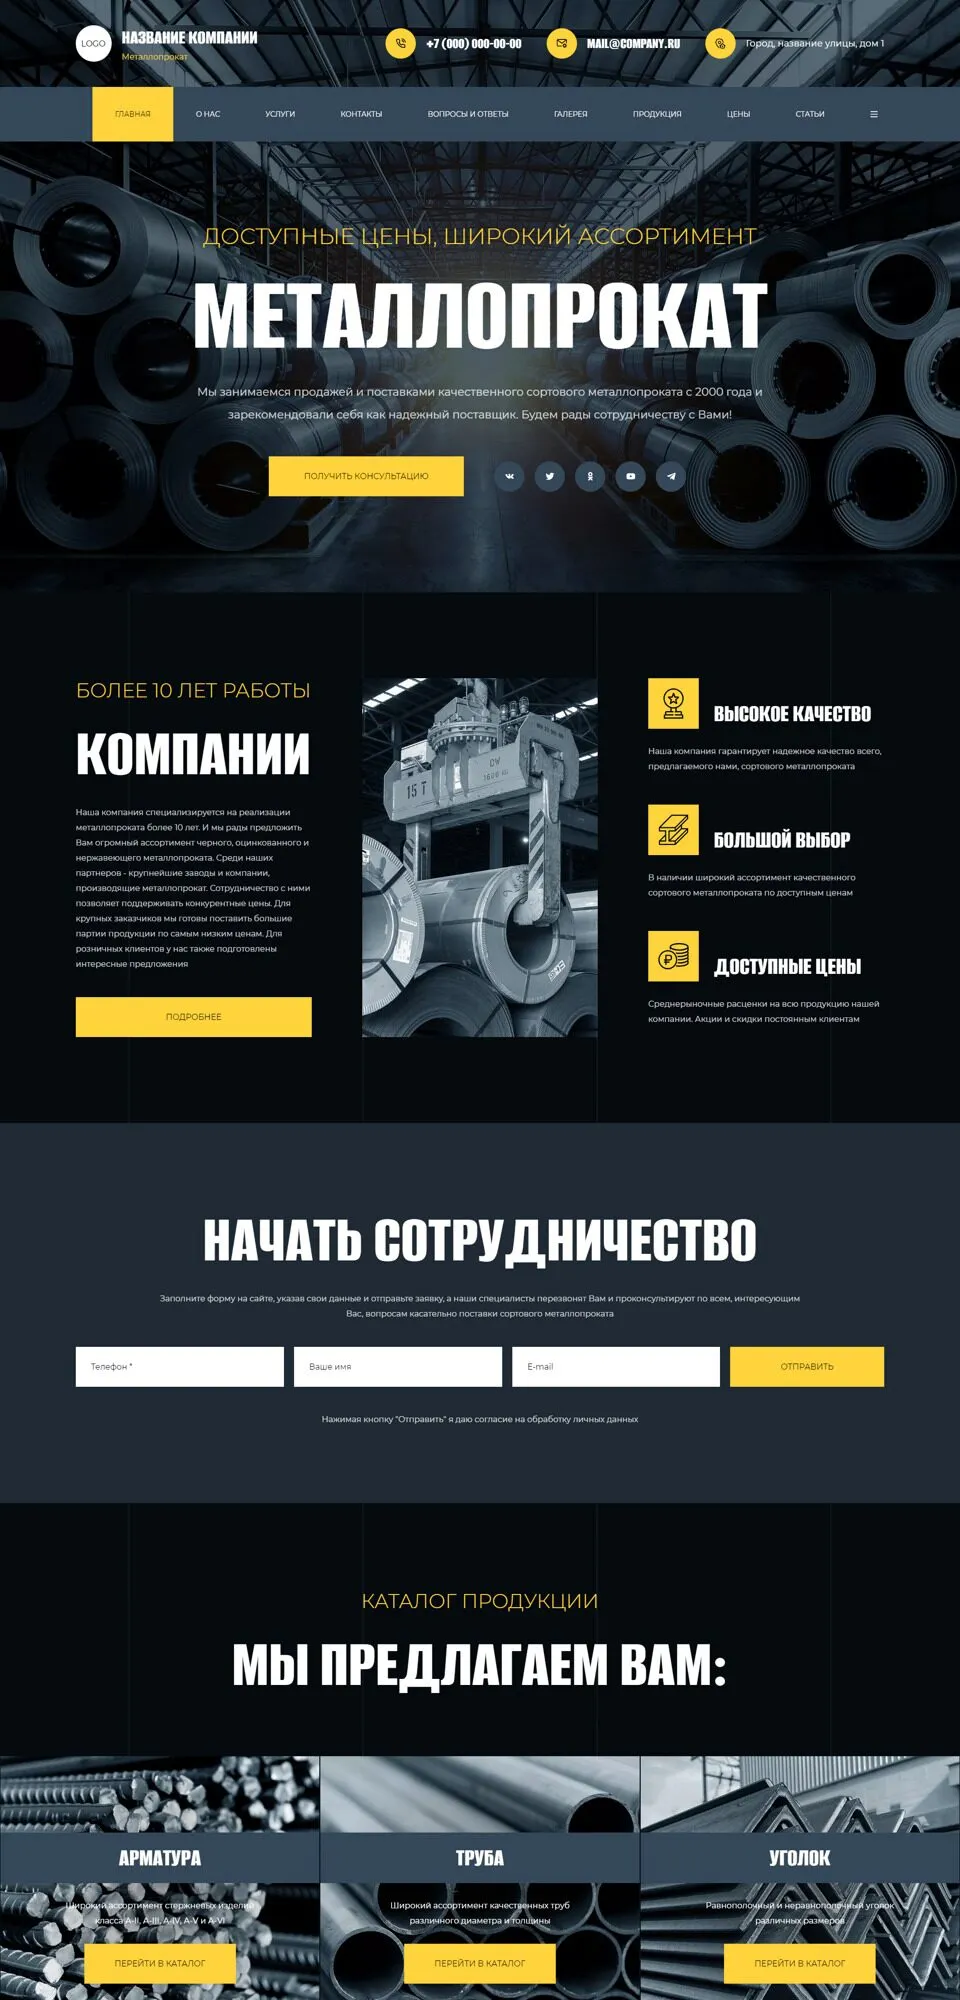 LOGO
НАЗВАНИЕ КОМПАНИИ
Металлопрокат
+7 (000) 000-00-00
MAIL@COMPANY.RU
Город, название улицы, дом 1
ГЛАВНАЯ
О НАС
УСЛУГИ
КОНТАКТЫ
ВОПРОСЫ И ОТВЕТЫ
ГАЛЕРЕЯ
ПРОДУКЦИЯ
ЦЕНЫ
СТАТЬИ
ДОСТУПНЫЕ ЦЕНЫ, ШИРОКИЙ АССОРТИМЕНТ
МЕТАЛЛОПРОКАТ
Мы занимаемся продажей и поставками качественного сортового металлопроката с 2000 года и
зарекомендовали себя как надежный поставщик. Будем рады сотрудничеству с Вами!
ПОЛУЧИТЬ КОНСУЛЬТАЦИЮ
БОЛЕЕ 10 ЛЕТ РАБОТЫ
КОМПАНИИ
Наша компания специализируется на реализации
металлопроката более 10 лет. И мы рады предложить
Вам огромный ассортимент черного, оцинкованного и
нержавеющего металлопроката. Среди наших
партнеров - крупнейшие заводы и компании,
производящие металлопрокат. Сотрудничество с ними
позволяет поддерживать конкурентные цены. Для
крупных заказчиков мы готовы поставить большие
партии продукции по самым низким ценам. Для
розничных клиентов у нас также подготовлены
интересные предложения
ПОДРОБНЕЕ
15 T
DW
ВЫСОКОЕ КАЧЕСТВО
Наша компания гарантирует надежное качество всего,
предлагаемого нами, сортового металлопроката
БОЛЬШОЙ ВЫБОР
В наличии широкий ассортимент качественного
сортового металлопроката по доступным ценам
ДОСТУПНЫЕ ЦЕНЫ
Среднерыночные расценки на всю продукцию нашей
компании. Акции и скидки постоянным клиентам
НАЧАТЬ СОТРУДНИЧЕСТВО
Заполните форму на сайте, указав свои данные и отправьте заявку, а наши специалисты перезвонят Вам и проконсультируют по всем, интересующим
Вас, вопросам касательно поставки сортового металлопроката
Телефон *
Ваше имя
E-mail
ОТПРАВИТЬ
Нажимая кнопку "Отправить" я даю согласие на обработку личных данных
КАТАЛОГ ПРОДУКЦИИ
МЫ ПРЕДЛАГАЕМ ВАМ:
АРМАТУРА
Широкий ассортимент стержневых изделий
класса А-II, А-III, А-IV, А-V и А-VI
ПЕРЕЙТИ В КАТАЛОГ
ТРУБА
Широкий ассортимент качественных труб
различного диаметра и толщины
ПЕРЕЙТИ В КАТАЛОГ
УГОЛОК
Равнополочный и неравнополочный уголок
различных размеров
ПЕРЕЙТИ В КАТАЛОГ